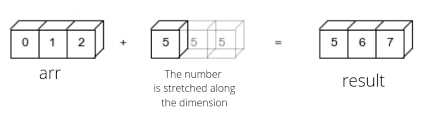 0 1 2 + 5 5 5 = 5 6 7
arr
The number
is stretched along
the dimension
result